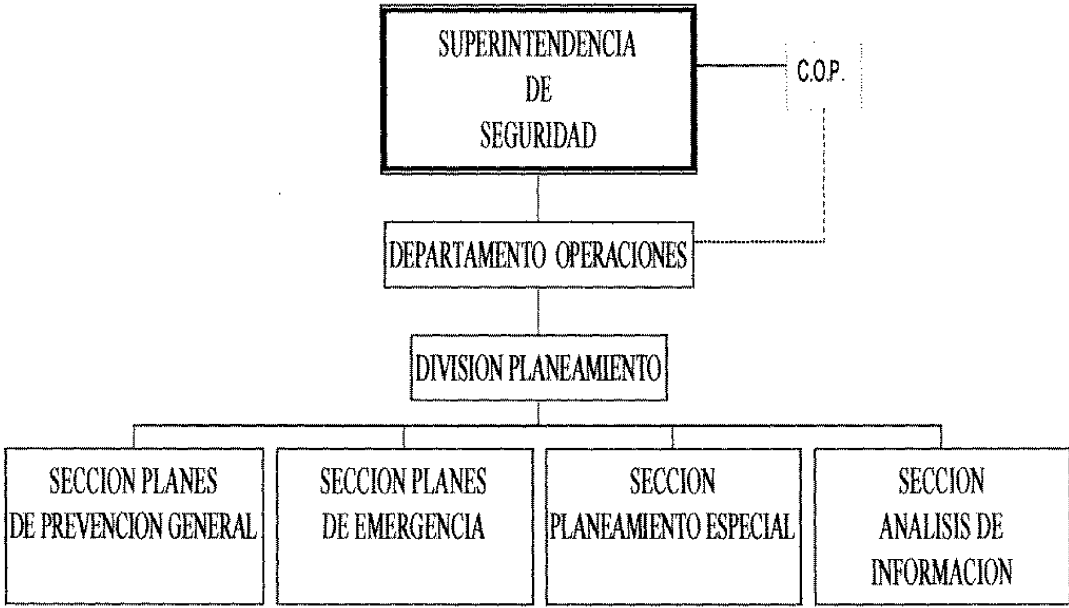 SUPERINTENDENCIA
DE
SEGURIDAD
C.O.P.
DEPARTAMENTO OPERACIONES
DIVISION PLANEAMIENTO
SECCION PLANES
DE PREVENCION GENERAL
SECCION PLANES
DE EMERGENCIA
SECCION
PLANEAMIENTO ESPECIAL
SECCION
ANALISIS DE
INFORMACION